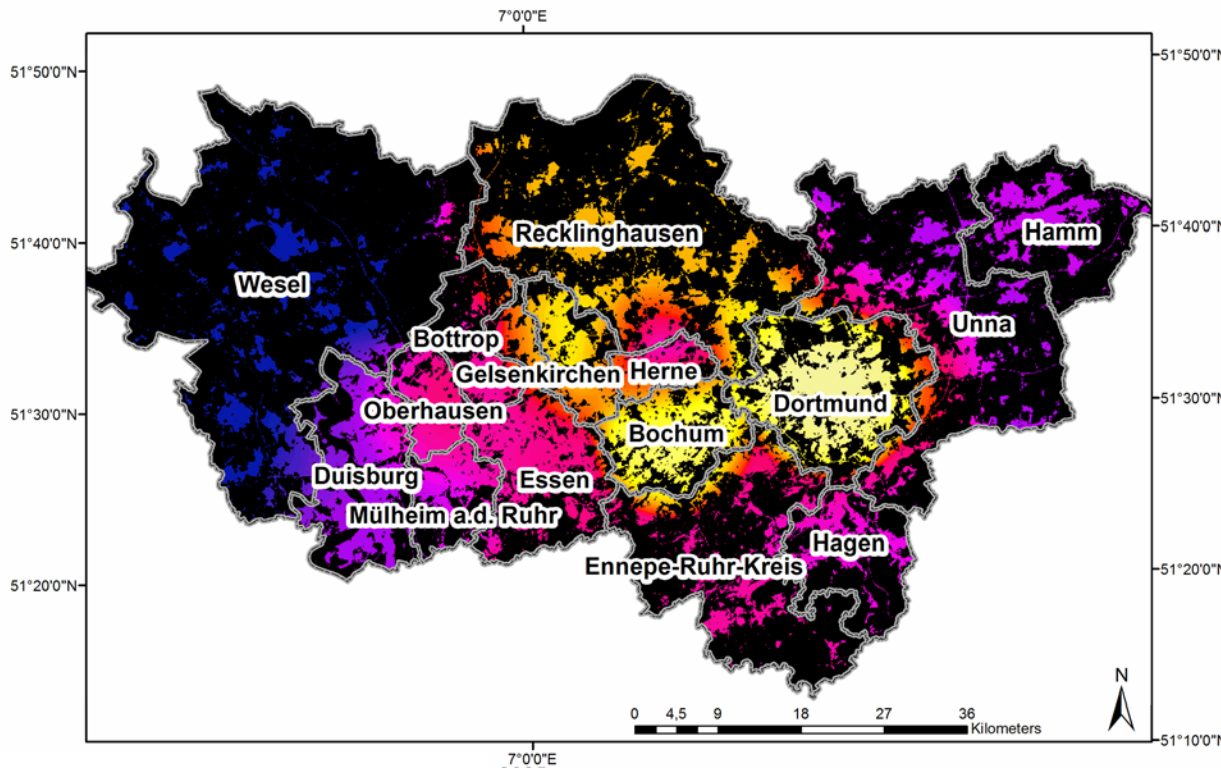 7°0'0"E
51°50'0"N
51°50'0"N
Recklinghausen
51°40'0"N
51°40'0"N
Hamm
Wesel
Unna
Bottrop
Gelsenkirchen
Herne
51°30'0"N
51°30'0"N
Oberhausen
Dortmund
Bochum
Duisburg
Essen
Mülheim a.d. Ruhr
Hagen
Ennepe-Ruhr-Kreis
51°20'0"N
51°20'0"N
N
0 4,5 9 18 27 36
Kilometers
51°10'0"N
7°0'0"E